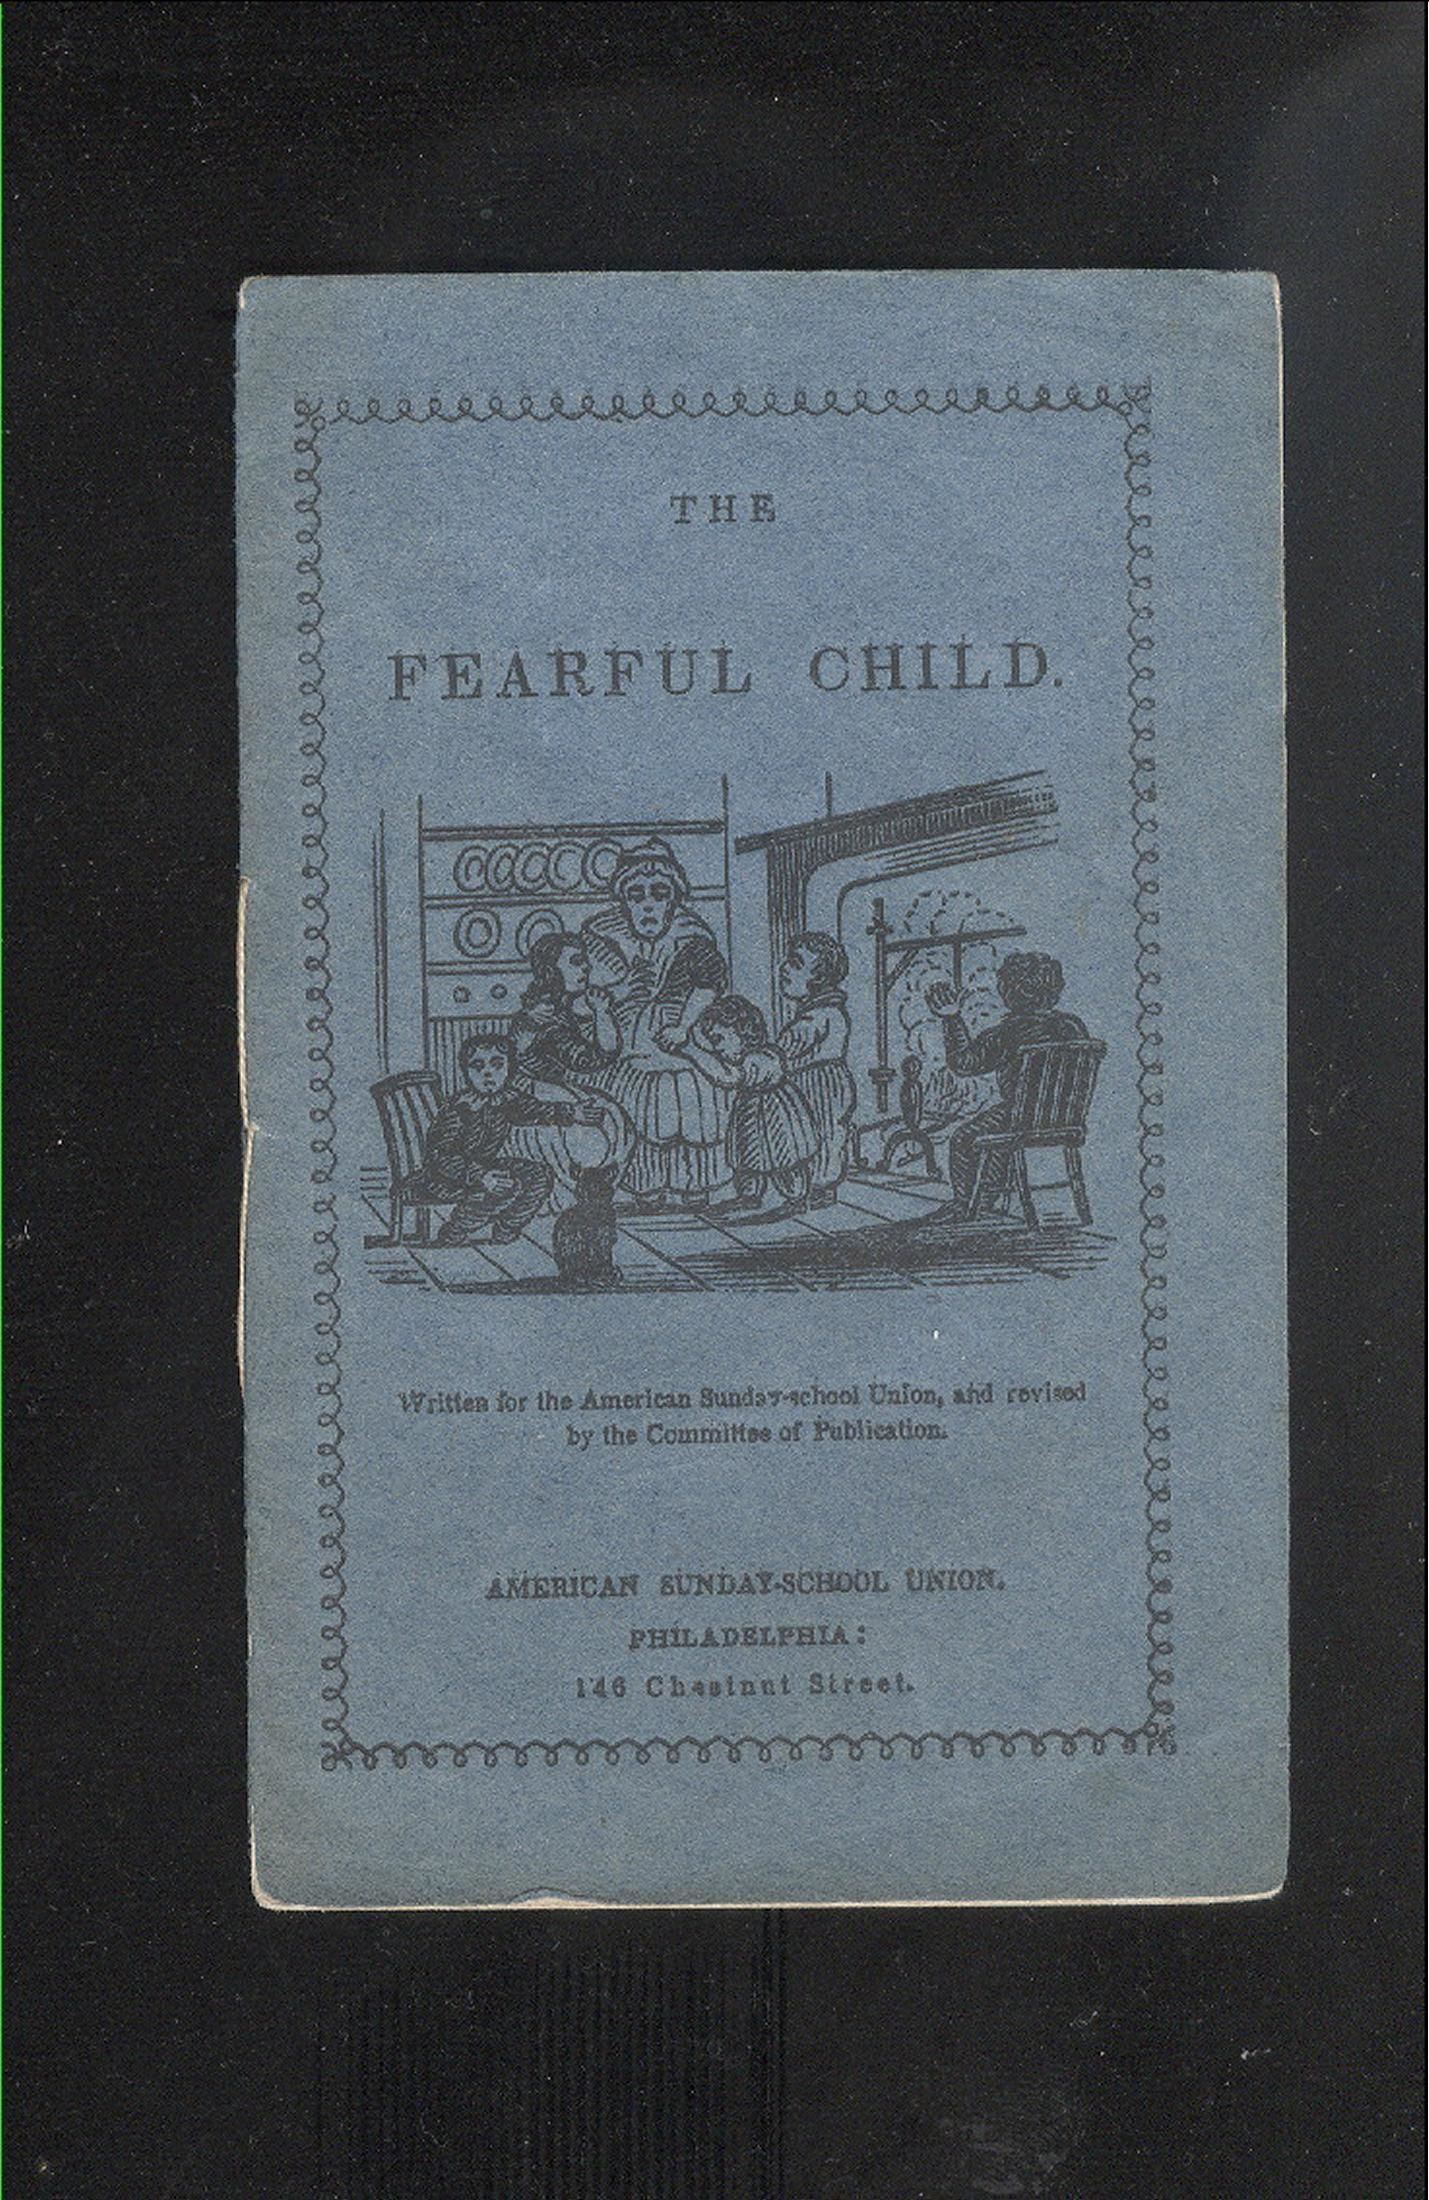 THE
FEARFUL CHILD.
Written for the American Sunday-school Union, and revised
by the Committee of Publication.
AMERICAN SUNDAY-SCHOOL UNION.
PHILADELPHIA:
146 Chestnut Street.